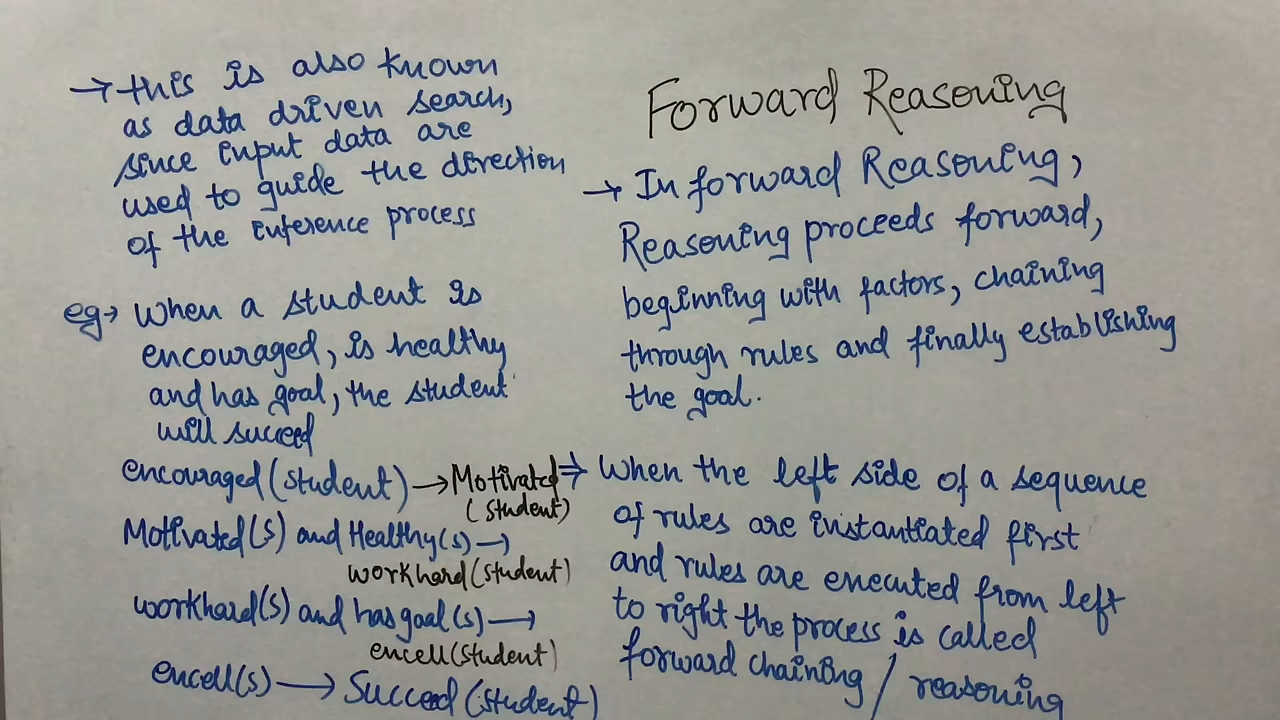 Forward Reasoning
→ In forward Reasoning,
Reasoning proceeds forward,
beginning with factors, chaining
through rules and finally establishing
the goal.
⇒ When the left side of a sequence
of rules are instantiated first
and rules are enecuted from left
to right the process is called
forward chaining / reasoning
→ this is also known
as data driven search,
since input data are
used to guide the direction
of the inference process
eg→ When a student is
encouraged, is healthy
and has goal, the student
will succeed
encouraged (student) → Motivated
(student)
Motivated(s) and Healthy(s) →
workhard (student)
workhard(s) and has goal(s) →
encell (student)
encell(s) → Succeed (student)